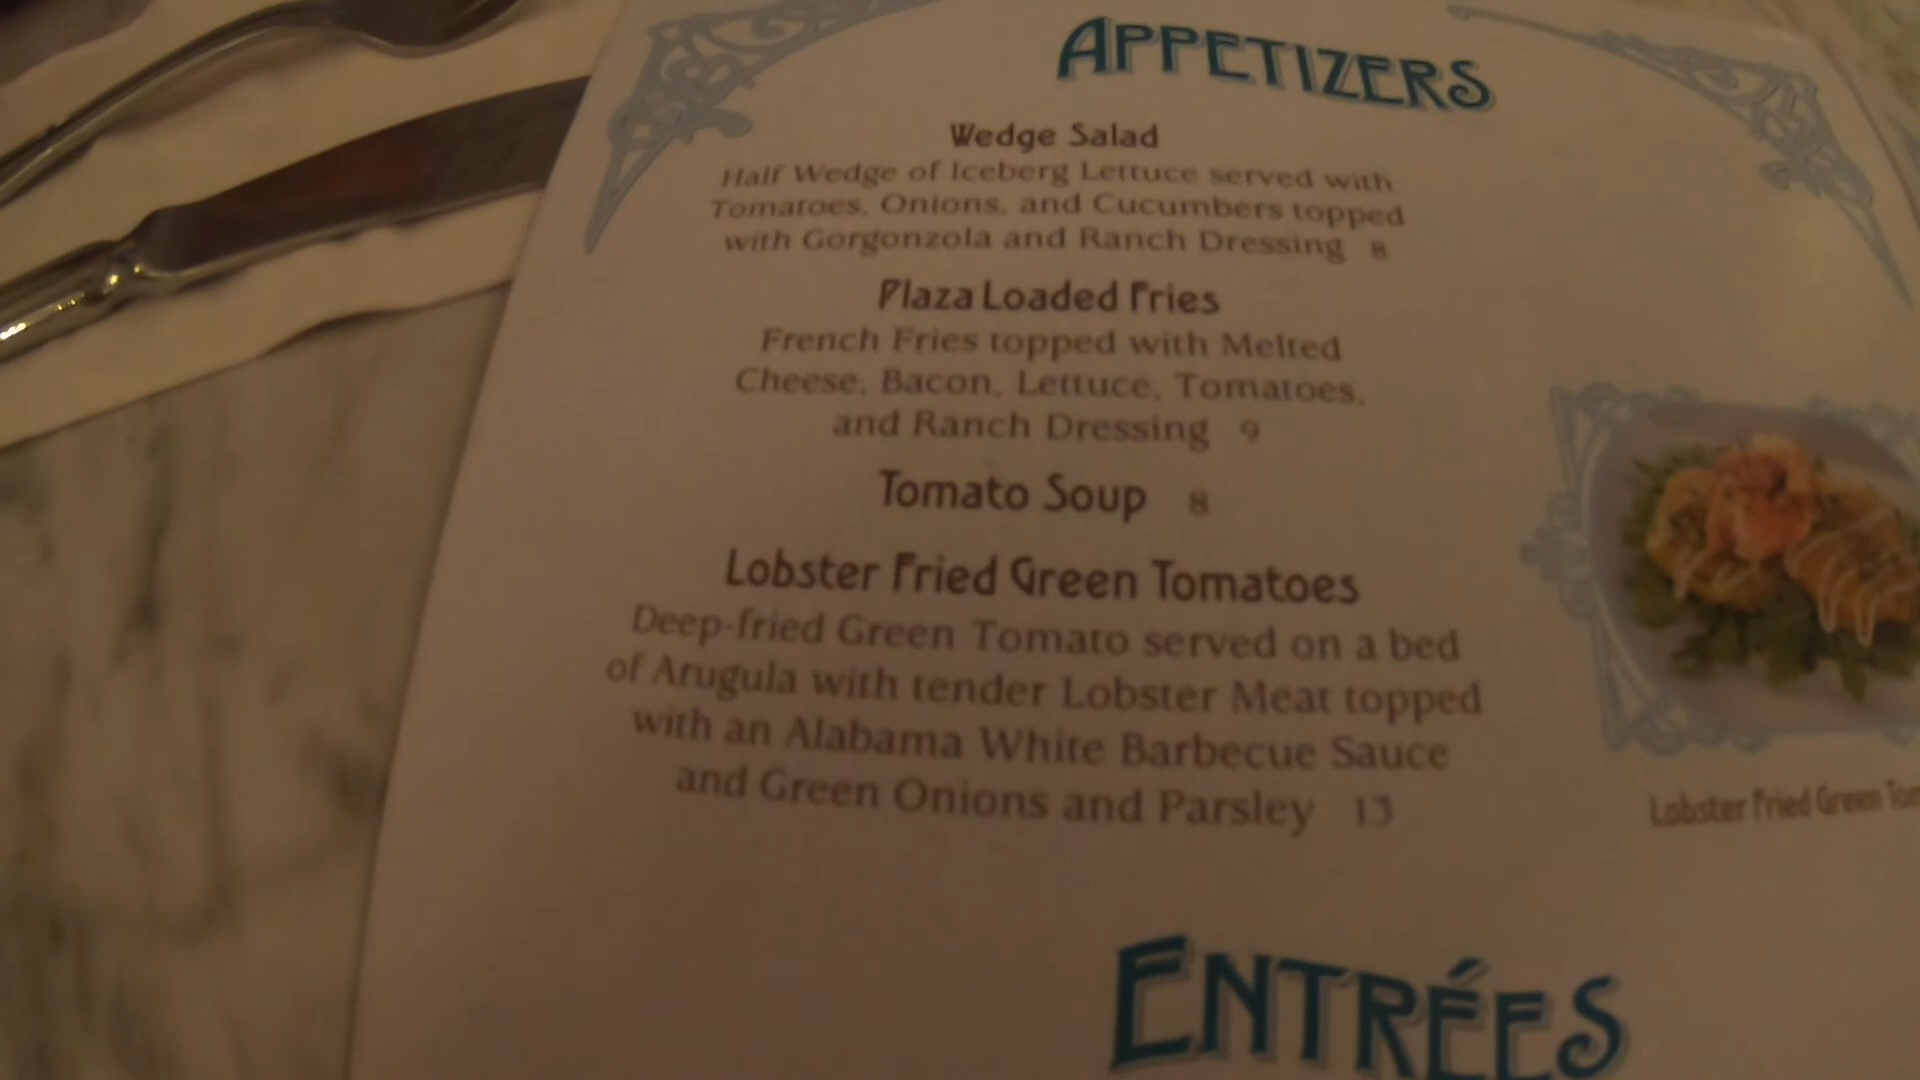 APPETIZERS
Wedge Salad
Half Wedge of Iceberg Lettuce served with
Tomatoes, Onions, and Cucumbers topped
with Gorgonzola and Ranch Dressing 8
Plaza Loaded Fries
French Fries topped with Melted
Cheese, Bacon, Lettuce, Tomatoes,
and Ranch Dressing 9
Tomato Soup 8
Lobster Fried Green Tomatoes
Deep-fried Green Tomato served on a bed
of Arugula with tender Lobster Meat topped
with an Alabama White Barbecue Sauce
and Green Onions and Parsley 13
Lobster Fried Green
ENTRÉES